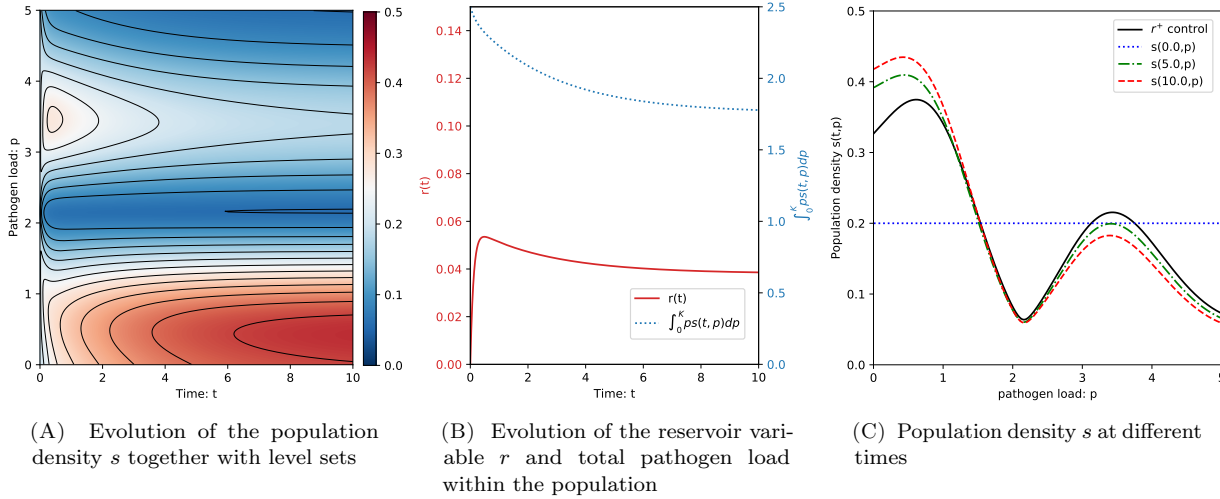 5
4
3
2
1
0
Pathogen load: p
0 2 4 6 8 10
Time: t
0.5
0.4
0.3
0.2
0.1
0.0
0.14
0.12
0.10
0.08
0.06
0.04
0.02
0.00
r(t)
0 2 4 6 8 10
Time: t
r(t)
∫₀ᴷ ps(t, p)dp
2.5
2.0
1.5
1.0
0.5
0.0
∫₀ᴷ ps(t, p)dp
0.5
0.4
0.3
0.2
0.1
0.0
Population density s(t,p)
r⁺ control
s(0.0,p)
s(5.0,p)
s(10.0,p)
0 1 2 3 4 5
pathogen load: p
(A) Evolution of the population
density s together with level sets
(B) Evolution of the reservoir vari-
able r and total pathogen load
within the population
(C) Population density s at different
times